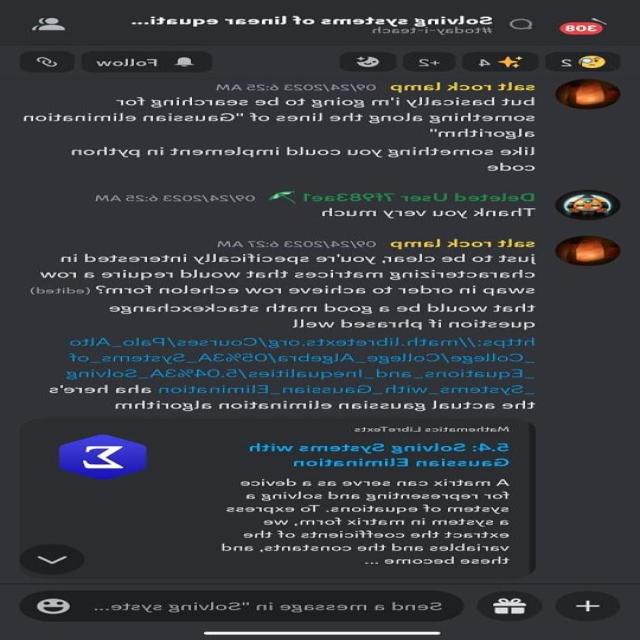 308
Solving systems of linear equati...
#today-i-teach
2
4
+2
Follow
salt rock lamp 09/24/2023 6:25 AM
but basically i'm going to be searching for
something along the lines of "Gaussian elimination
algorithm"
like something you could implement in python
code
Deleted User 7f983ae1 09/24/2023 6:25 AM
Thank you very much
salt rock lamp 09/24/2023 6:27 AM
just to be clear, you're specifically interested in
characterizing matrices that would require a row
swap in order to achieve row echelon form? (edited)
that would be a good math stackexchange
question if phrased well
https://math.libretexts.org/Courses/Palo_Alto
_College/College_Algebra/05%3A_Systems_of
_Equations_and_Inequalities/5.04%3A_Solving
_Systems_with_Gaussian_Elimination aha here's
the actual gaussian elimination algorithm
Mathematics LibreTexts
5.4: Solving Systems with
Gaussian Elimination
A matrix can serve as a device
for representing and solving a
system of equations. To express
a system in matrix form, we
extract the coefficients of the
variables and the constants, and
these become ...
Σ
Send a message in "Solving syste...